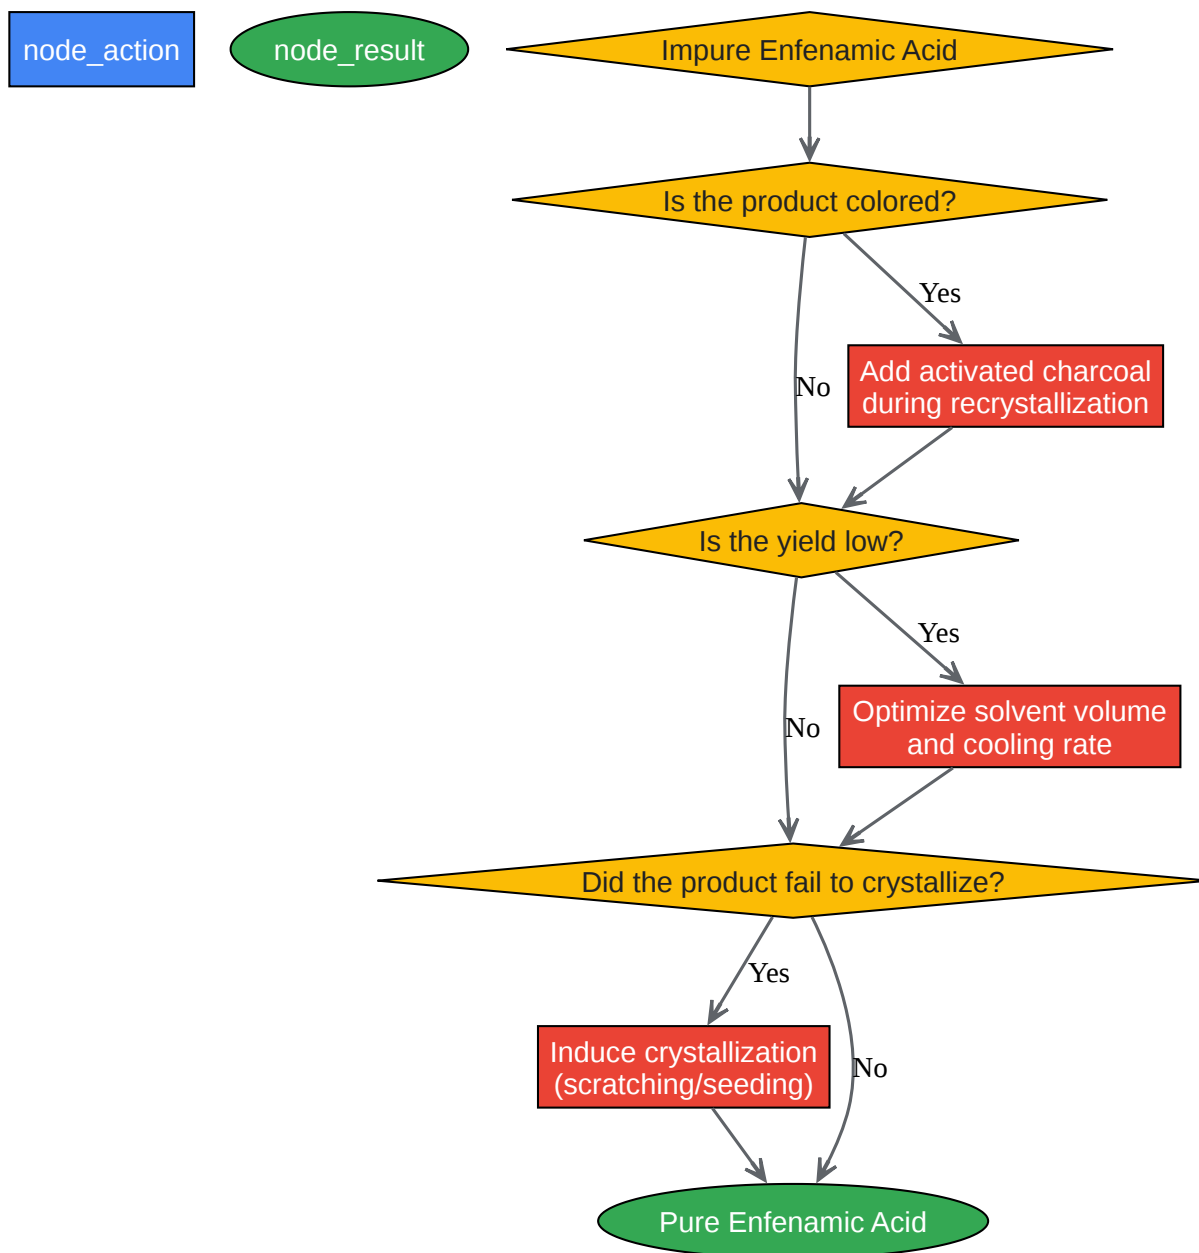 node_action
node_result
Impure Enfenamic Acid
Is the product colored?
Yes
Add activated charcoal
during recrystallization
No
Is the yield low?
Yes
Optimize solvent volume
and cooling rate
No
Did the product fail to crystallize?
Yes
Induce crystallization
(scratching/seeding)
No
Pure Enfenamic Acid